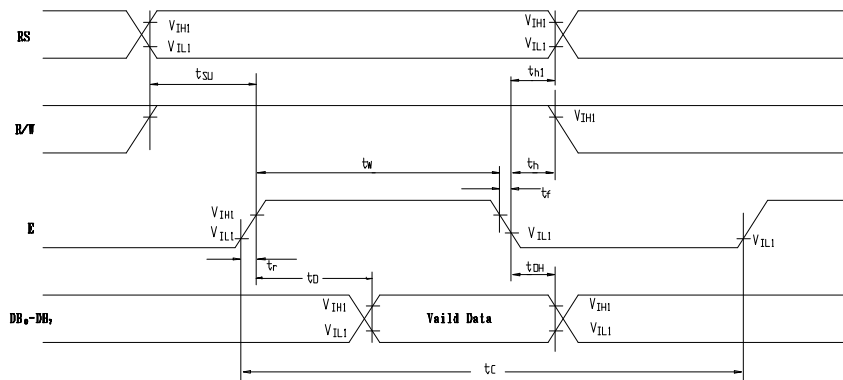 RS
VIH1
VIL1
VIH1
VIL1
tSU
th1
R/W
VIH1
tW
th
tf
E
VIH1
VIL1
VIL1
VIL1
tr
tD
tDH
DB0-DB7
VIH1
VIL1
Vaild Data
VIH1
VIL1
tC